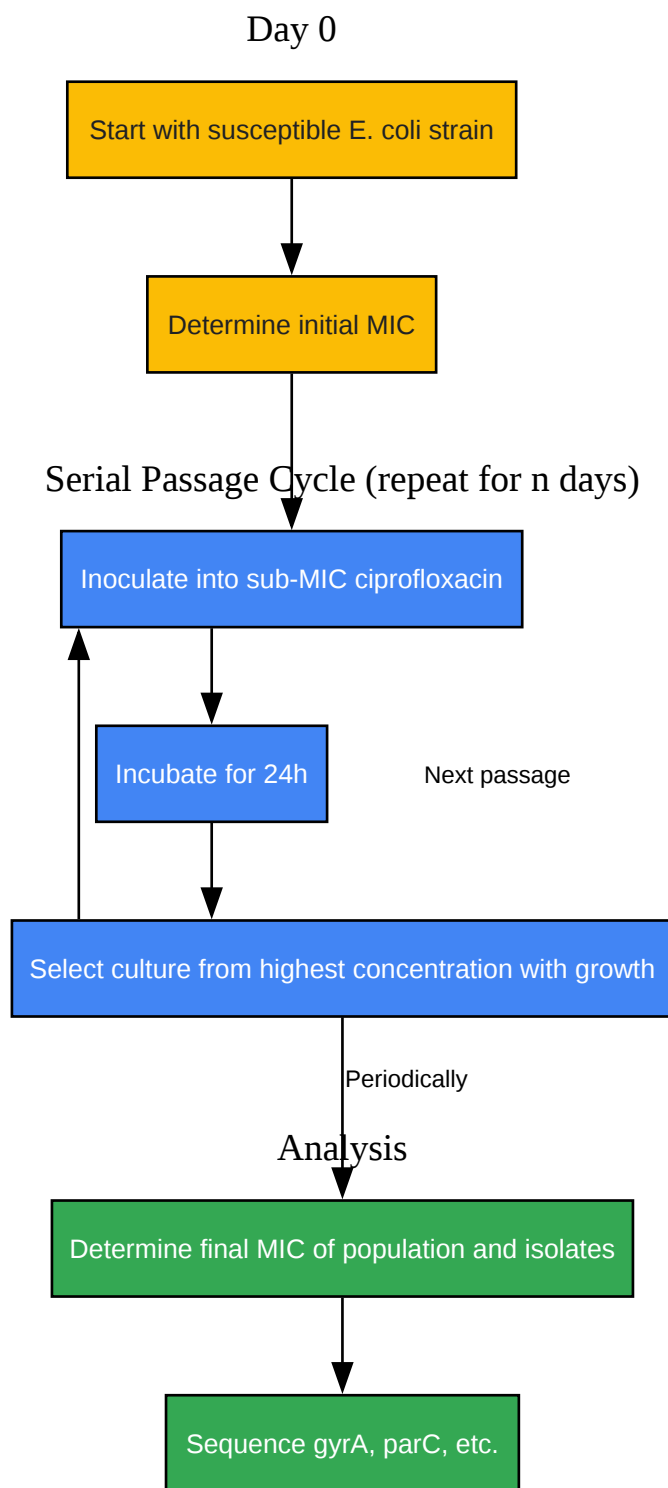 Day 0
Start with susceptible E. coli strain
Determine initial MIC
Serial Passage Cycle (repeat for n days)
Inoculate into sub-MIC ciprofloxacin
Incubate for 24h
Next passage
Select culture from highest concentration with growth
Periodically
Analysis
Determine final MIC of population and isolates
Sequence gyrA, parC, etc.